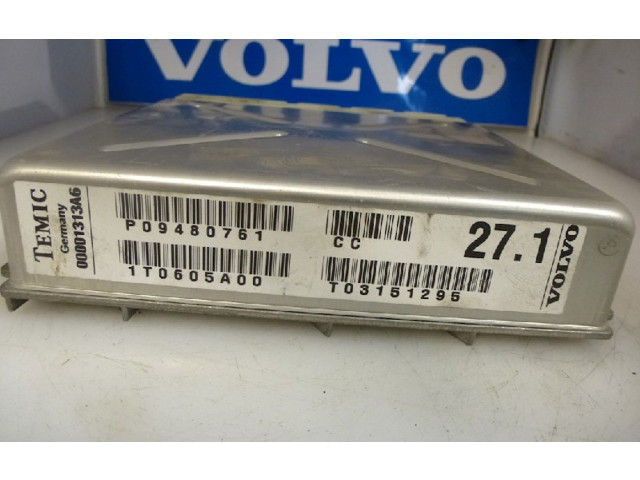 VOLVO
TEMIC
Germany
00001313A6
P09480761
CC
27.1
VOLVO
1T0605A00
T03151295